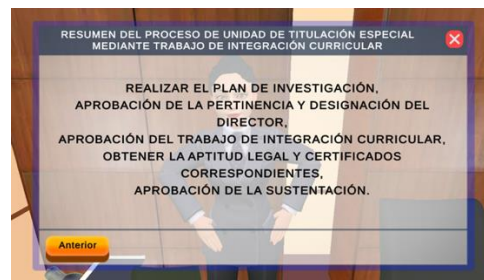 RESUMEN DEL PROCESO DE UNIDAD DE TITULACIÓN ESPECIAL
MEDIANTE TRABAJO DE INTEGRACIÓN CURRICULAR
REALIZAR EL PLAN DE INVESTIGACIÓN,
APROBACIÓN DE LA PERTINENCIA Y DESIGNACIÓN DEL
DIRECTOR,
APROBACIÓN DEL TRABAJO DE INTEGRACIÓN CURRICULAR,
OBTENER LA APTITUD LEGAL Y CERTIFICADOS
CORRESPONDIENTES,
APROBACIÓN DE LA SUSTENTACIÓN.
Anterior